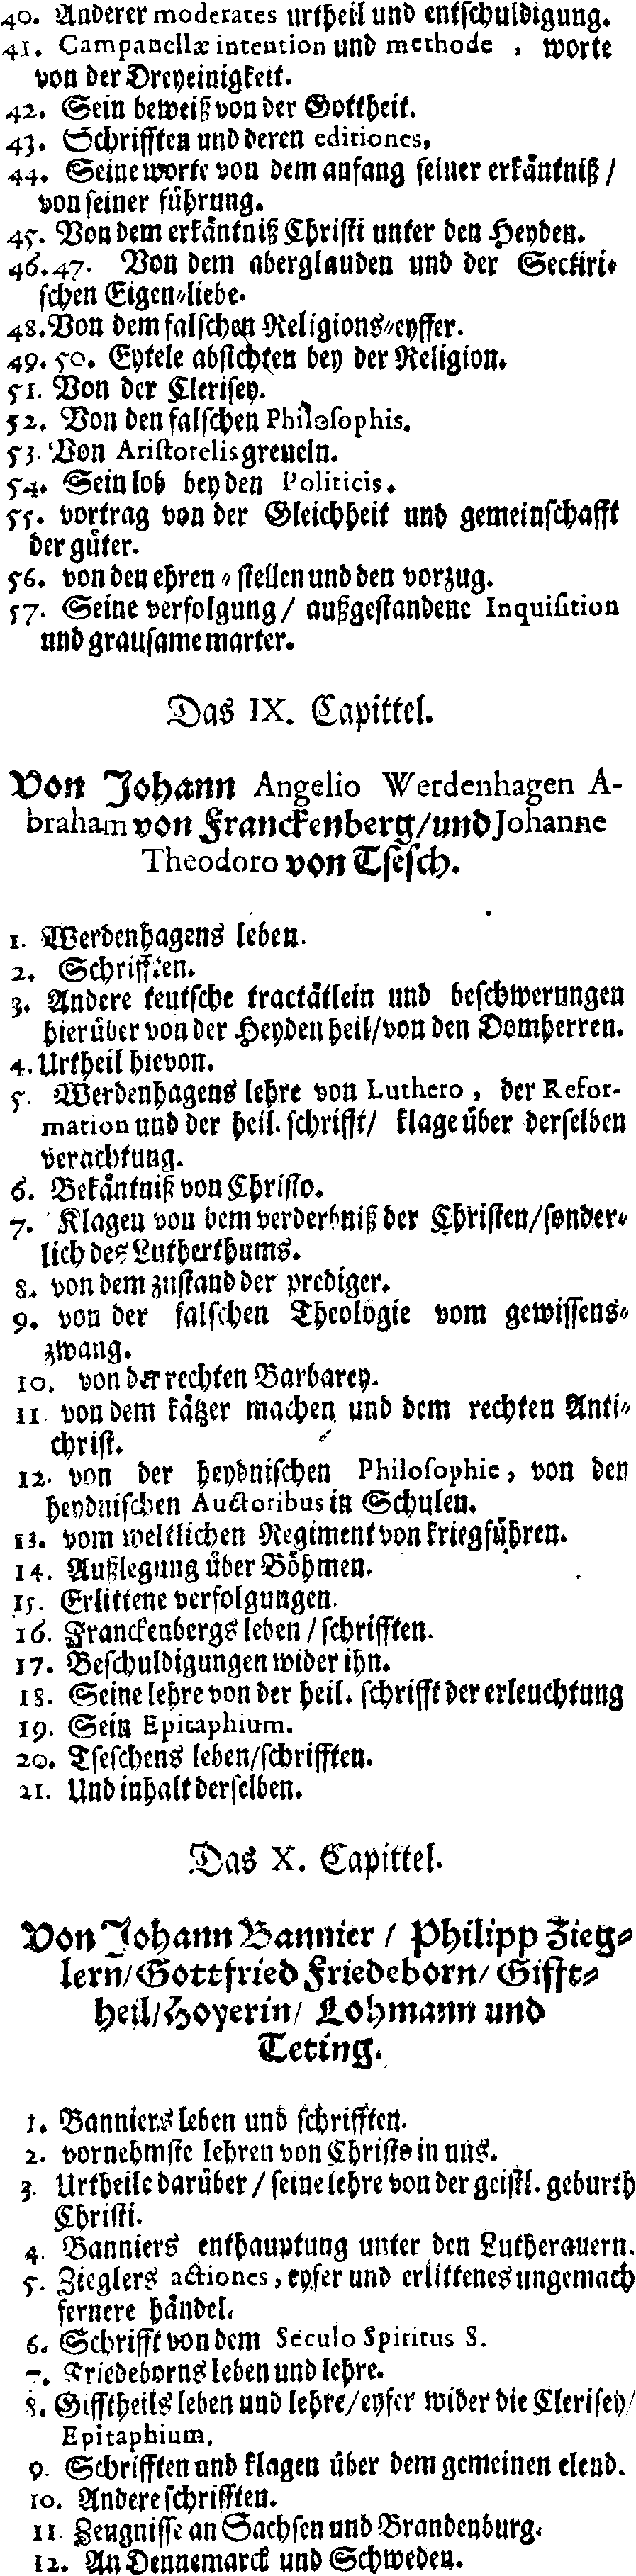 40. Anderer moderates urtheil und entschuldigung.
41. Campanellæ intention und methode, worte
von der Dreyeinigkeit.
42. Sein beweiß von der Gottheit.
43. Schrifften und deren editiones,
44. Seine worte von dem anfang seiner erkäntniß /
von seiner führung.
45. Von dem erkäntniß Christi unter den Heyden.
46. 47. Von dem aberglauden und der Sectiri⸗
schen Eigen⸗liebe.
48. Von dem falschen Religions⸗eyffer.
49. 50. Eytele absichten bey der Religion.
51. Von der Clerisey.
52. Von den falschen Philosophis.
53. Von Aristotelis greueln.
54. Sein lob bey den Politicis.
55. vortrag von der Gleichheit und gemeinschafft
der güter.
56. von den ehren⸗stellen und den vorzug.
57. Seine verfolgung / außgestandene Inquisition
und grausame marter.
Das IX. Capittel.
Von Johann Angelio Werdenhagen A-
braham von Franckenberg / und Johanne
Theodoro von Tsesch.
1. Werdenhagens leben.
2. Schrifften.
3. Andere teutsche tractätlein und beschwerungen
hierüber von der Heyden heil / von den Domherren.
4. Urtheil hievon.
5. Werdenhagens lehre von Luthero, der Refor-
mation und der heil. schrifft / klage über derselben
verachtung.
6. Bekäntniß von Christo.
7. Klagen von dem verderbniß der Christen / sonder⸗
lich des Lutherthums.
8. von dem zustand der prediger.
9. von der falschen Theologie vom gewissens⸗
zwang.
10. von der rechten Barbarey.
11 von dem kätzer machen und dem rechten Anti⸗
christ.
12. von der heydnischen Philosophie, von den
heydnischen Auctoribus in Schulen.
13. vom weltlichen Regiment von kriegführen.
14. Außlegung über Böhmen.
15. Erlittene verfolgungen.
16. Franckenbergs leben / schrifften.
17. Beschuldigungen wider ihn.
18. Seine lehre von der heil. schrifft der erleuchtung
19. Sein Epitaphium.
20. Tseschens leben / schrifften.
21. Und inhalt derselben.
Das X. Capittel.
Von Johann Bannier / Philipp Zieg⸗
lern / Gottfried Friedeborn / Gifft⸗
heil / Hoyerin / Lohmann und
Teting.
1. Banniers leben und schrifften.
2. vornehmste lehren von Christo in uns.
3. Urtheile darüber / seine lehre von der geistl. geburth
Christi.
4. Banniers enthauptung unter den Lutherauern.
5. Zieglers actiones, eyfer und erlittenes ungemach
fernere händel.
6. Schrifft von dem Seculo Spiritus S.
7. Friedeborns leben und lehre.
8. Gifftheils leben und lehre / eyfer wider die Clerisey /
Epitaphium.
9. Schrifften und klagen über dem gemeinen elend.
10. Andere schrifften.
11. Zeugnisse an Sachsen und Brandenburg.
12. An Dennemarck und Schweden.